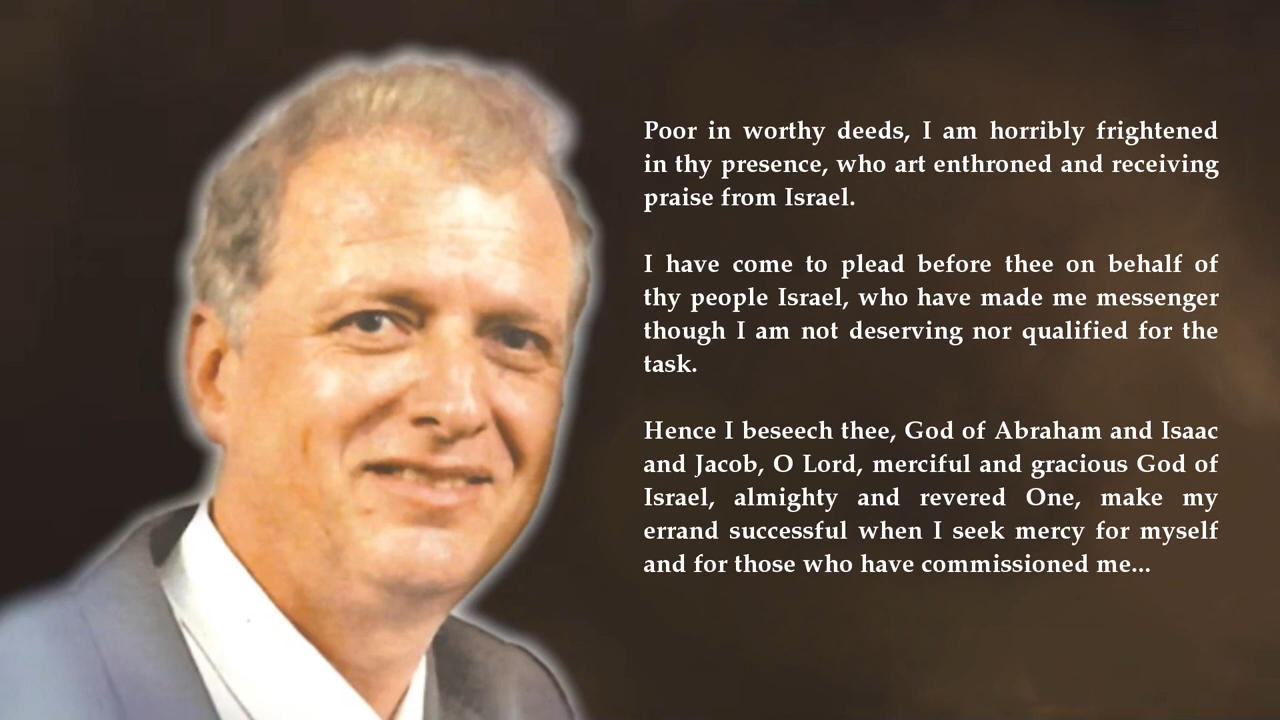 Poor in worthy deeds, I am horribly frightened
in thy presence, who art enthroned and receiving
praise from Israel.
I have come to plead before thee on behalf of
thy people Israel, who have made me messenger
though I am not deserving nor qualified for the
task.
Hence I beseech thee, God of Abraham and Isaac
and Jacob, O Lord, merciful and gracious God of
Israel, almighty and revered One, make my
errand successful when I seek mercy for myself
and for those who have commissioned me...